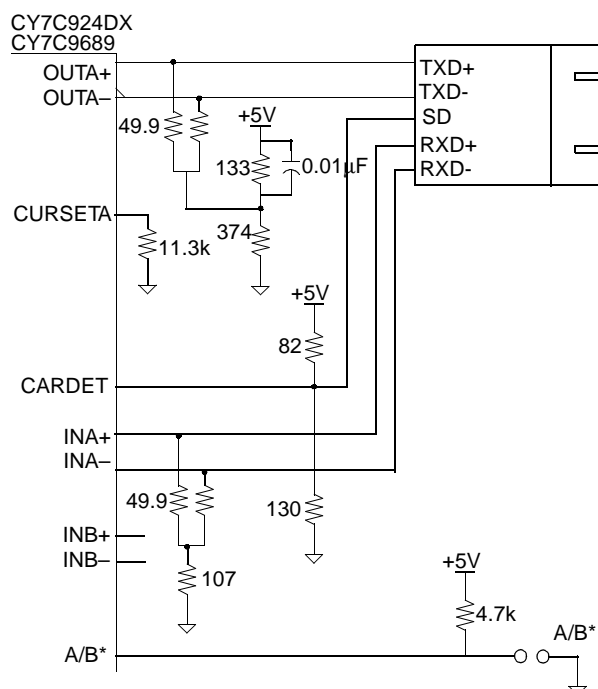 CY7C924DX
CY7C9689
OUTA+
OUTA–
49.9
+5V
133
0.01µF
TXD+
TXD-
SD
RXD+
RXD-
CURSETA
11.3k
374
+5V
82
CARDET
INA+
INA–
49.9
130
INB+
INB–
107
+5V
4.7k
A/B*
A/B*